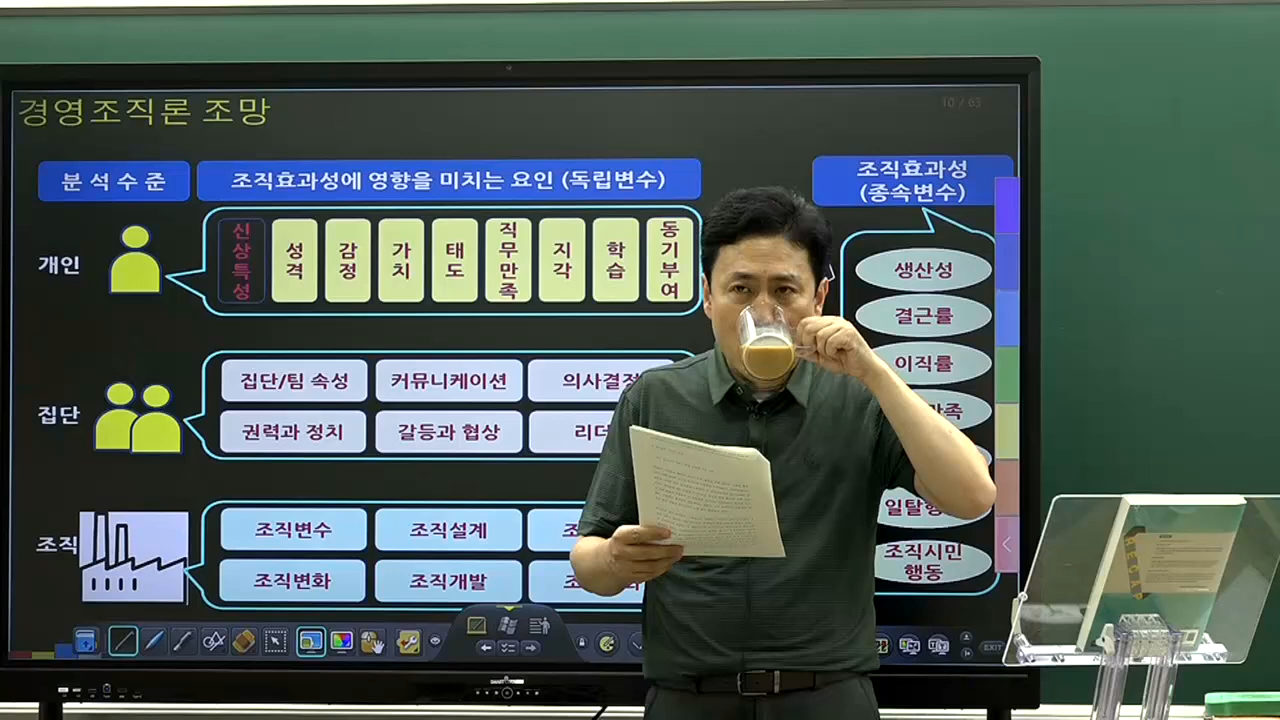 경영조직론 조망
10 / 63
분 석 수 준
조직효과성에 영향을 미치는 요인 (독립변수)
조직효과성
(종속변수)
개인
신상특성
성격
감정
가치
태도
직무만족
지각
학습
동기부여
생산성
결근률
이직률
집단
집단/팀 속성
커뮤니케이션
권력과 정치
갈등과 협상
조직
조직변수
조직설계
조직변화
조직개발
조직시민
행동
EXIT